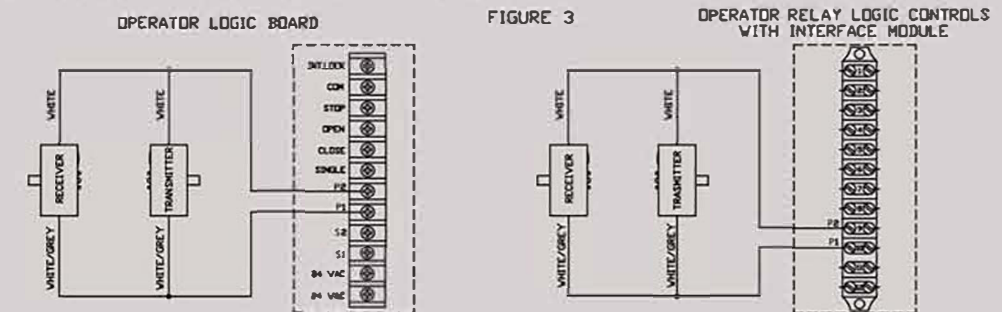 OPERATOR LOGIC BOARD
FIGURE 3
OPERATOR RELAY LOGIC CONTROLS
WITH INTERFACE MODULE
INT.LOCK
COM
STOP
OPEN
CLOSE
SINGLE
P2
P1
S2
S1
24 VAC
24 VAC
WHITE
WHITE
RECEIVER
TRANSMITTER
WHITE/GREY
WHITE/GREY
WHITE
WHITE
RECEIVER
TRASMITTER
WHITE/GREY
WHITE/GREY
P2
P1